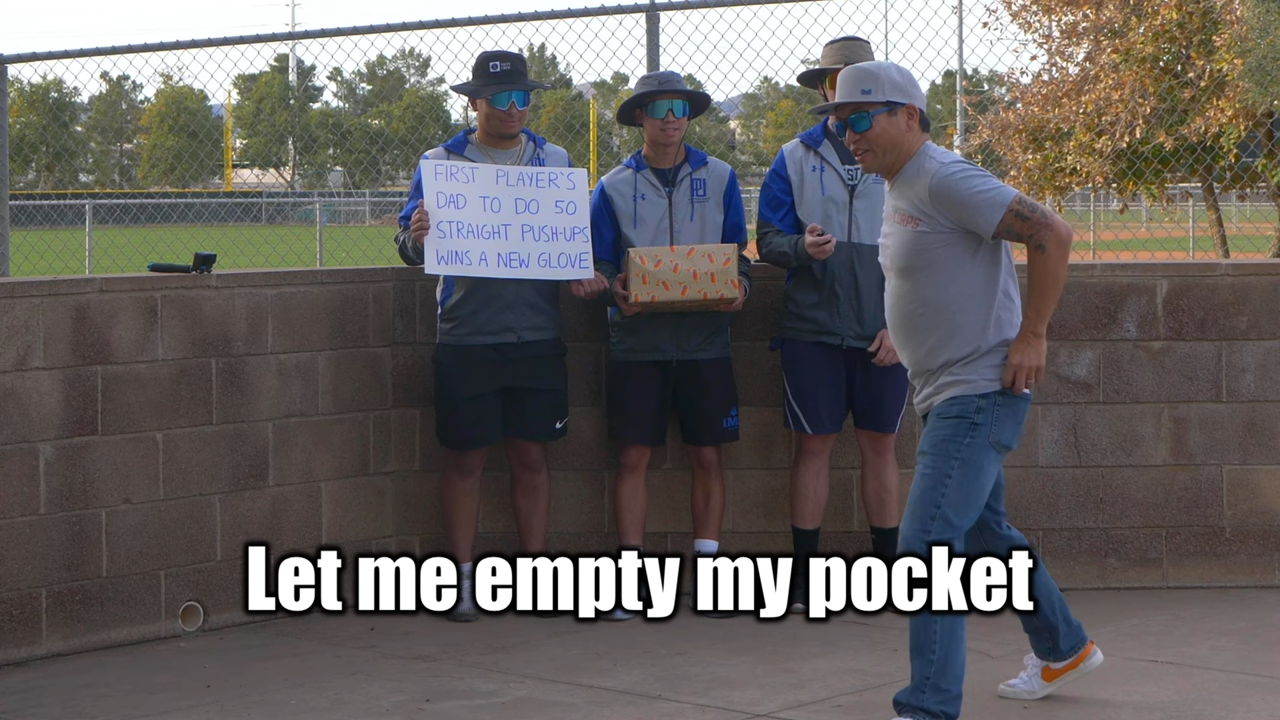 FIRST PLAYER'S
DAD TO DO 50
STRAIGHT PUSH-UPS
WINS A NEW GLOVE
Let me empty my pocket